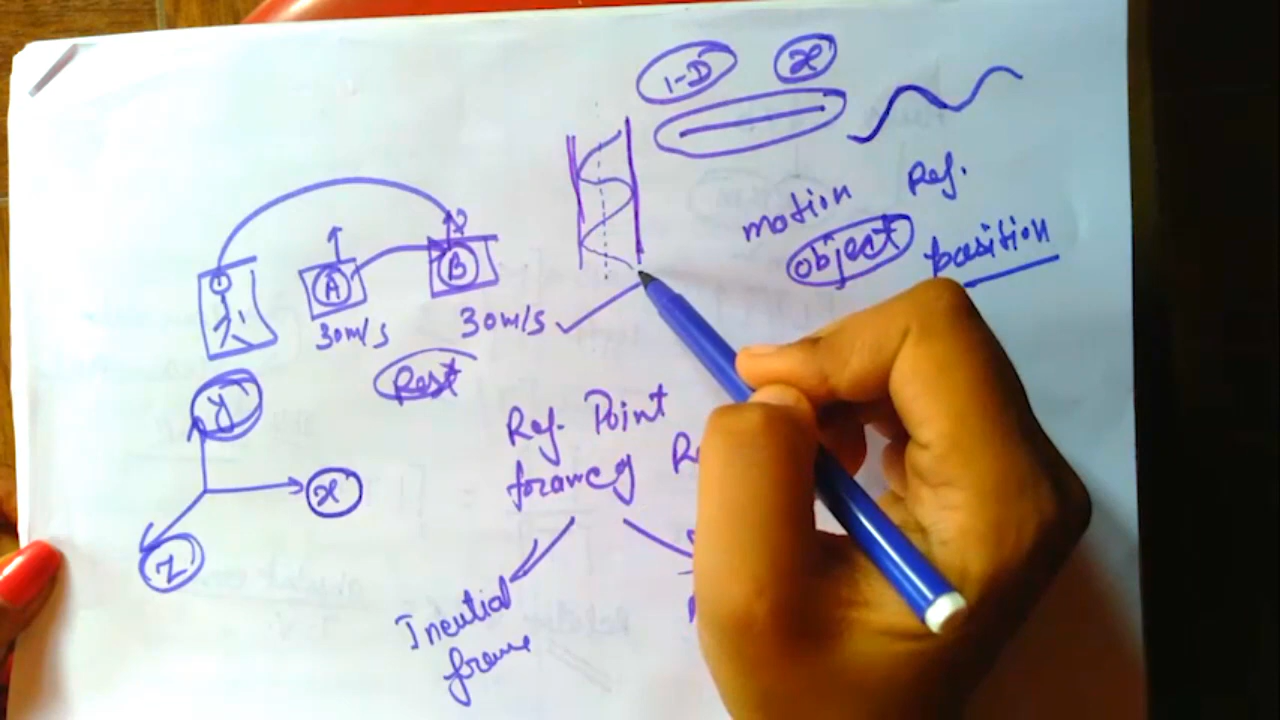 1-D x
motion Ref.
object position
A B
30m/s 30m/s
Rest
y
x
z
Ref. Point
frame of
Inertial
frame